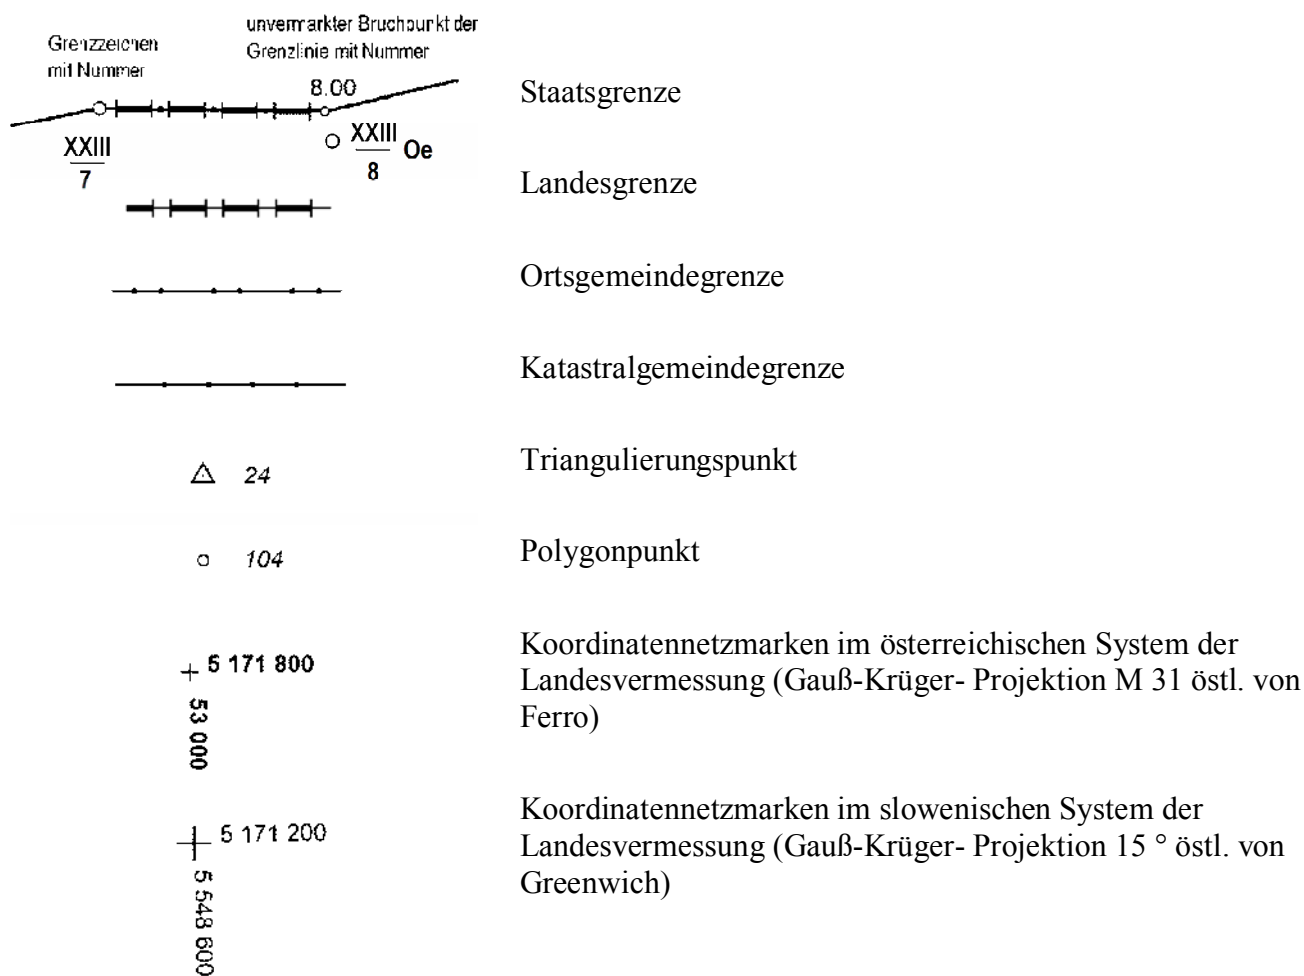 Grenzzeichen
mit Nummer
unvermarkter Bruchpunkt der
Grenzlinie mit Nummer
8.00
XXIII
7
XXIII
8
Oe
Staatsgrenze
Landesgrenze
Ortsgemeindegrenze
Katastralgemeindegrenze
24
Triangulierungspunkt
104
Polygonpunkt
5 171 800
53 000
Koordinatennetzmarken im österreichischen System der
Landesvermessung (Gauß-Krüger- Projektion M 31 östl. von
Ferro)
5 171 200
5 548 600
Koordinatennetzmarken im slowenischen System der
Landesvermessung (Gauß-Krüger- Projektion 15 ° östl. von
Greenwich)